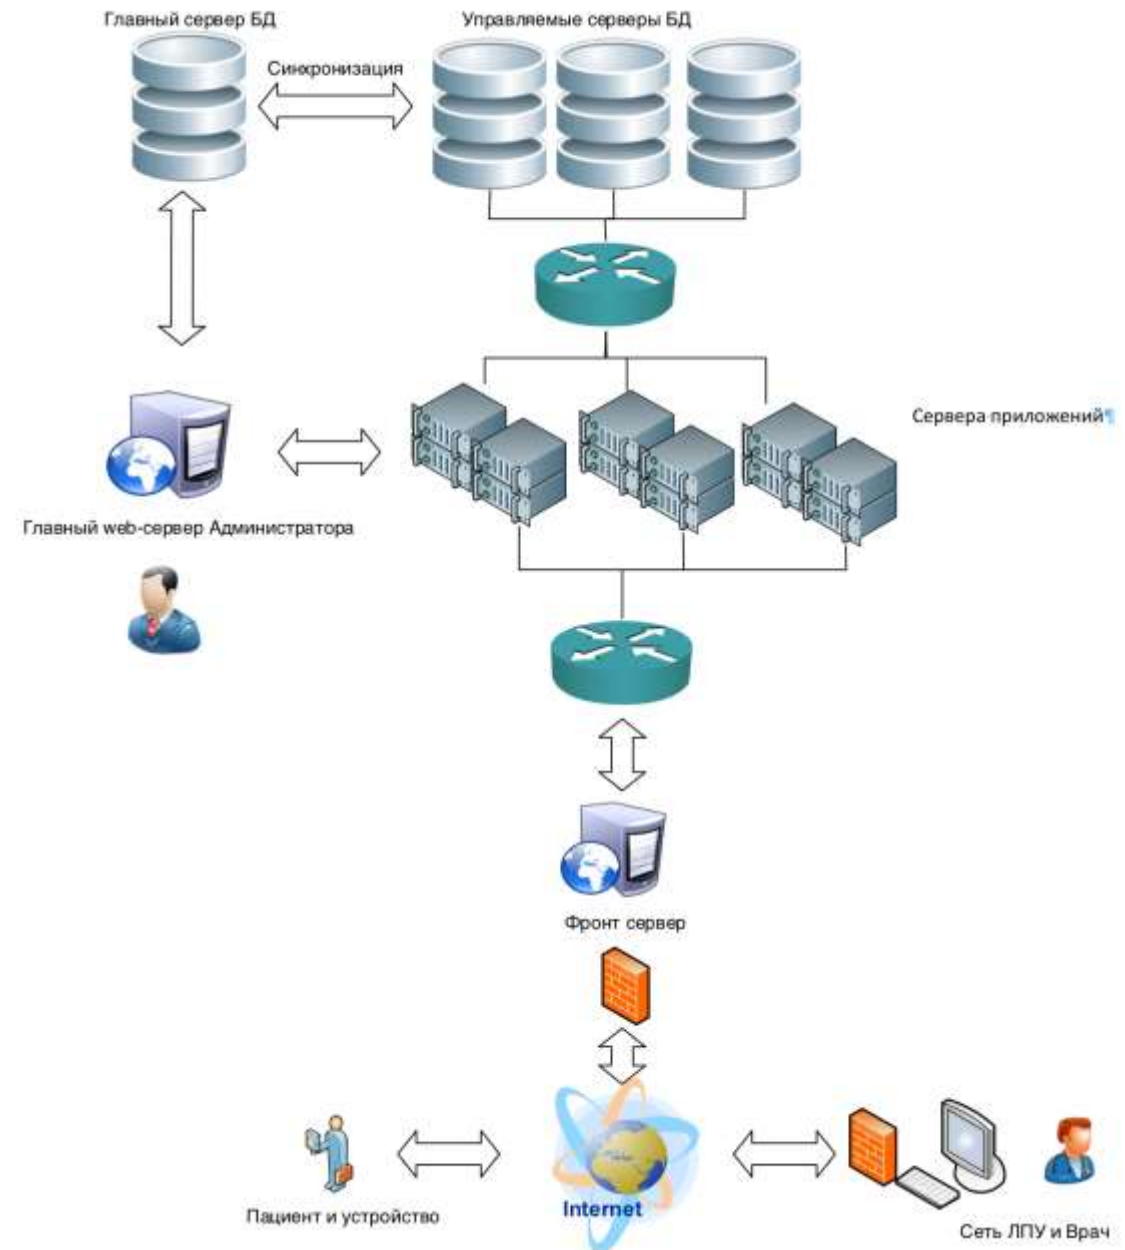 Главный сервер БД
Управляемые серверы БД
Синхронизация
Сервера приложений¶
Главный web-сервер Администратора
Фронт сервер
Internet
Пациент и устройство
Сеть ЛПУ и Врач